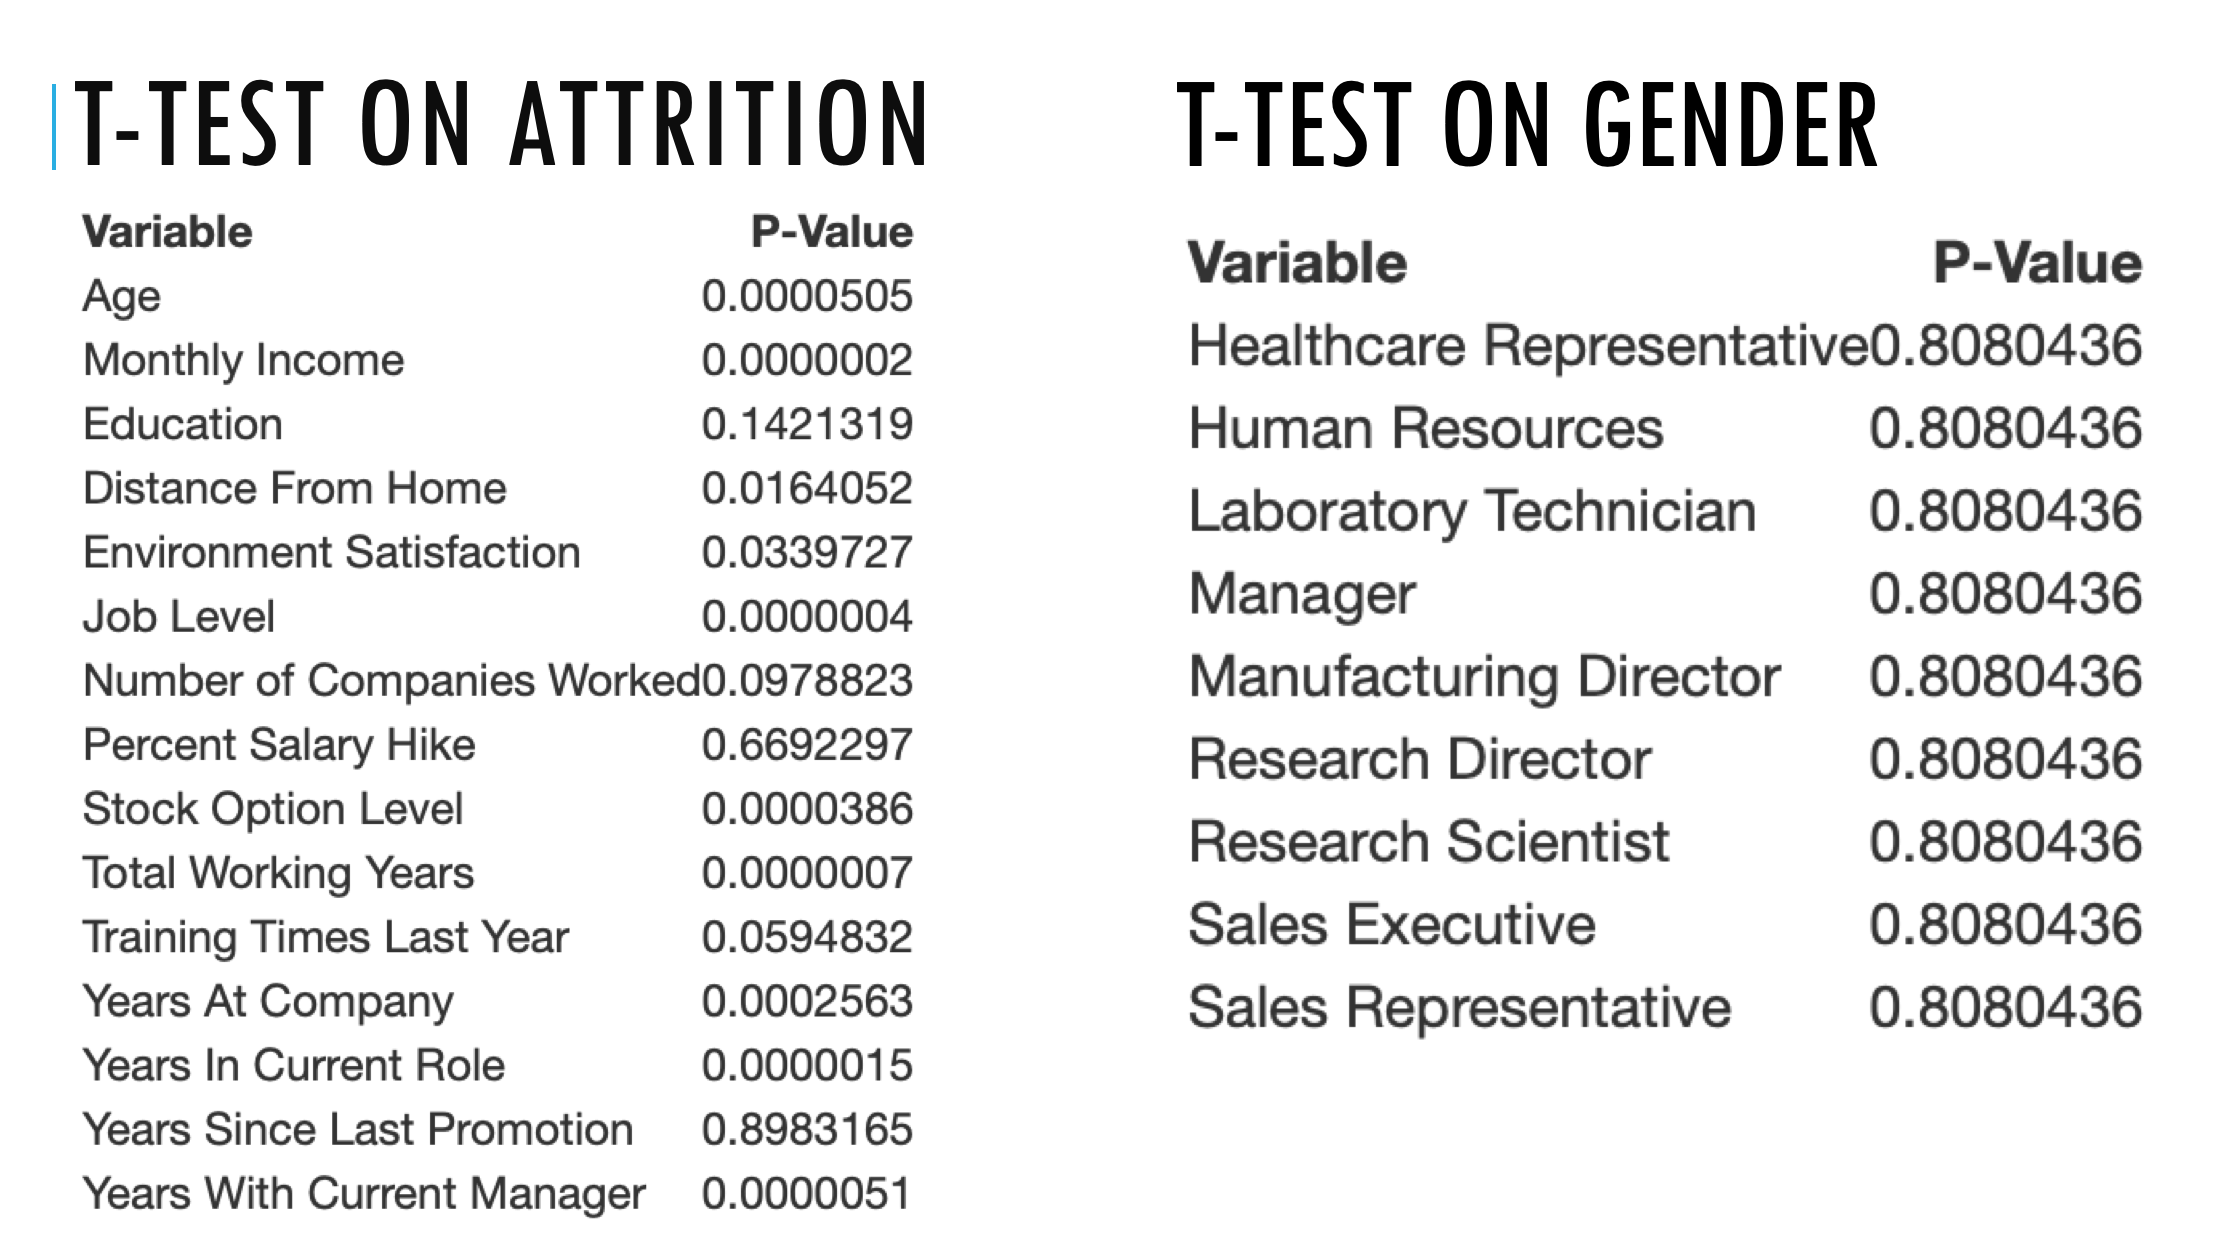 T-TEST ON ATTRITION
Variable P-Value
Age 0.0000505
Monthly Income 0.0000002
Education 0.1421319
Distance From Home 0.0164052
Environment Satisfaction 0.0339727
Job Level 0.0000004
Number of Companies Worked 0.0978823
Percent Salary Hike 0.6692297
Stock Option Level 0.0000386
Total Working Years 0.0000007
Training Times Last Year 0.0594832
Years At Company 0.0002563
Years In Current Role 0.0000015
Years Since Last Promotion 0.8983165
Years With Current Manager 0.0000051
T-TEST ON GENDER
Variable P-Value
Healthcare Representative 0.8080436
Human Resources 0.8080436
Laboratory Technician 0.8080436
Manager 0.8080436
Manufacturing Director 0.8080436
Research Director 0.8080436
Research Scientist 0.8080436
Sales Executive 0.8080436
Sales Representative 0.8080436